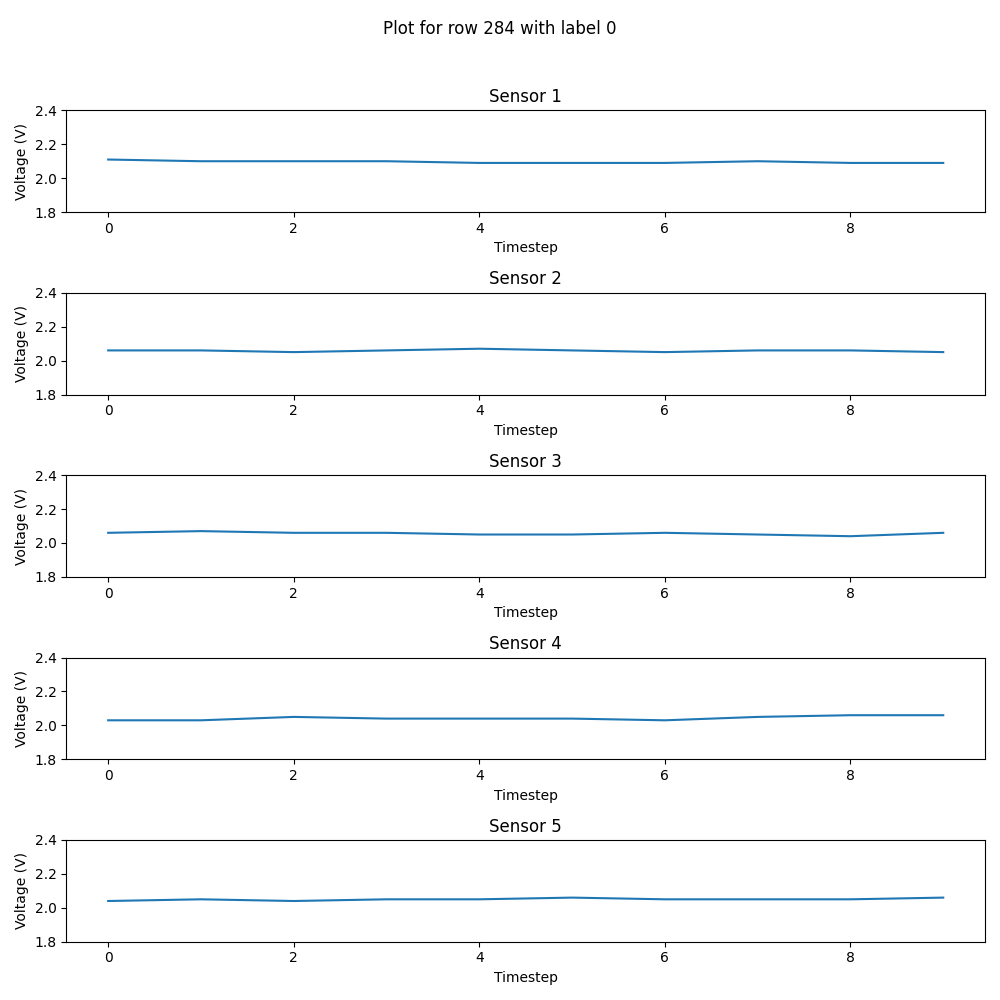 Plot for row 284 with label 0
Sensor 1
2.4
2.2
2.0
1.8
Voltage (V)
0 2 4 6 8
Timestep
Sensor 2
2.4
2.2
2.0
1.8
Voltage (V)
0 2 4 6 8
Timestep
Sensor 3
2.4
2.2
2.0
1.8
Voltage (V)
0 2 4 6 8
Timestep
Sensor 4
2.4
2.2
2.0
1.8
Voltage (V)
0 2 4 6 8
Timestep
Sensor 5
2.4
2.2
2.0
1.8
Voltage (V)
0 2 4 6 8
Timestep